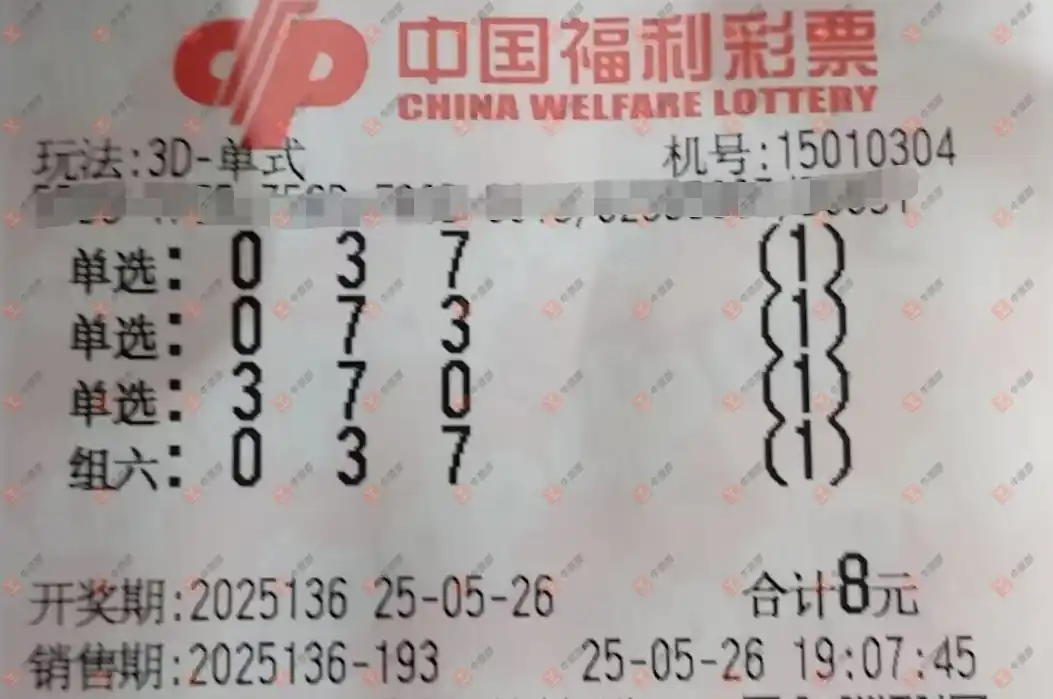 中国福利彩票
CHINA WELFARE LOTTERY
玩法:3D-单式 机号:15010304
单选: 0 3 7 (1)
单选: 0 7 3 (1)
单选: 3 7 0 (1)
组六: 0 3 7 (1)
开奖期:2025136 25-05-26 合计8元
销售期:2025136-193 25-05-26 19:07:45